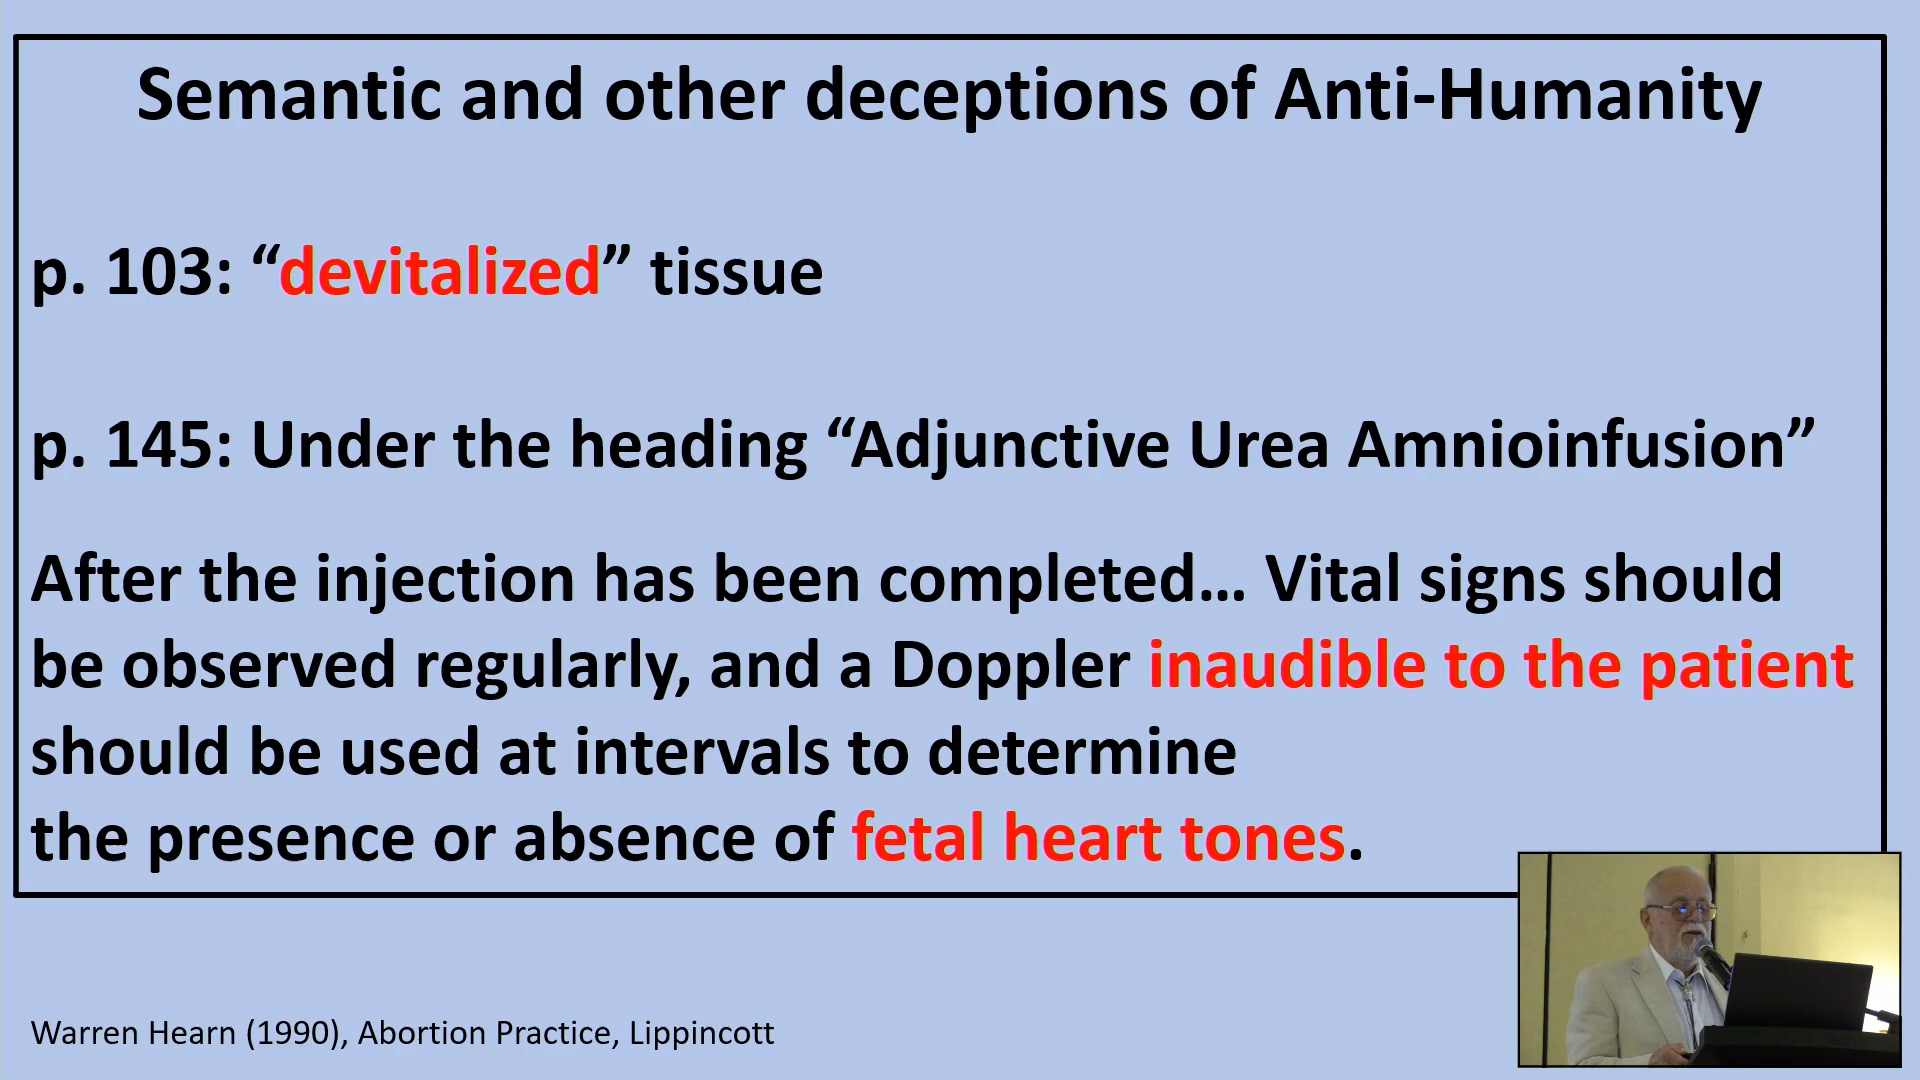 Semantic and other deceptions of Anti-Humanity
p. 103: “devitalized” tissue
p. 145: Under the heading “Adjunctive Urea Amnioinfusion”
After the injection has been completed... Vital signs should
be observed regularly, and a Doppler inaudible to the patient
should be used at intervals to determine
the presence or absence of fetal heart tones.
Warren Hearn (1990), Abortion Practice, Lippincott